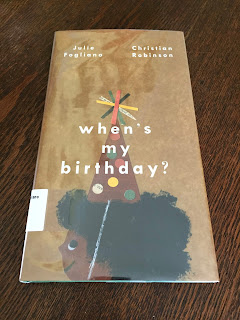 Julie Christian
Fogliano Robinson
when's
my
birthday?